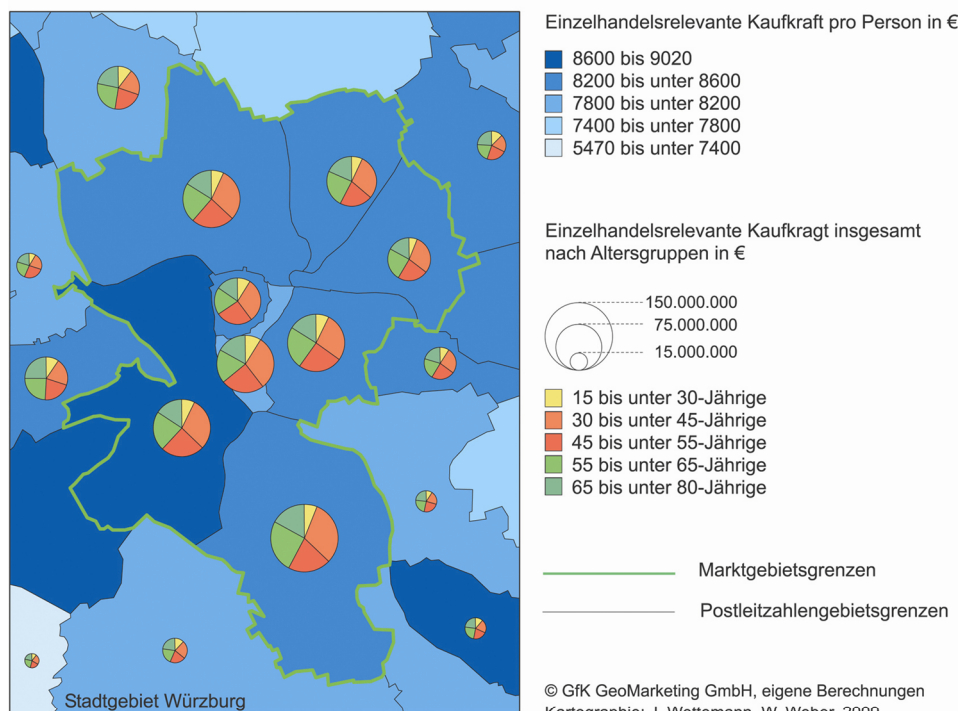 Einzelhandelsrelevante Kaufkraft pro Person in €
8600 bis 9020
8200 bis unter 8600
7800 bis unter 8200
7400 bis unter 7800
5470 bis unter 7400
Einzelhandelsrelevante Kaufkragt insgesamt
nach Altersgruppen in €
150.000.000
75.000.000
15.000.000
15 bis unter 30-Jährige
30 bis unter 45-Jährige
45 bis unter 55-Jährige
55 bis unter 65-Jährige
65 bis unter 80-Jährige
Marktgebietsgrenzen
Postleitzahlengebietsgrenzen
Stadtgebiet Würzburg
© GfK GeoMarketing GmbH, eigene Berechnungen
Kartographie: J. W. Weber, 2009